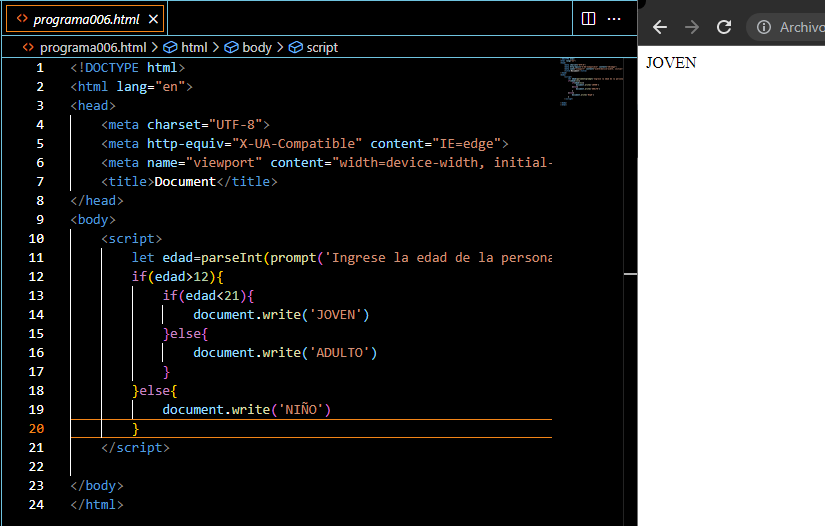 programa006.html
programa006.html > html > body > script
1 <!DOCTYPE html>
2 <html lang="en">
3 <head>
4 <meta charset="UTF-8">
5 <meta http-equiv="X-UA-Compatible" content="IE=edge">
6 <meta name="viewport" content="width=device-width, initial-
7 <title>Document</title>
8 </head>
9 <body>
10 <script>
11 let edad=parseInt(prompt('Ingrese la edad de la persona
12 if(edad>12){
13 if(edad<21){
14 document.write('JOVEN')
15 }else{
16 document.write('ADULTO')
17 }
18 }else{
19 document.write('NIÑO')
20 }
21 </script>
22
23 </body>
24 </html>
Archivo
JOVEN